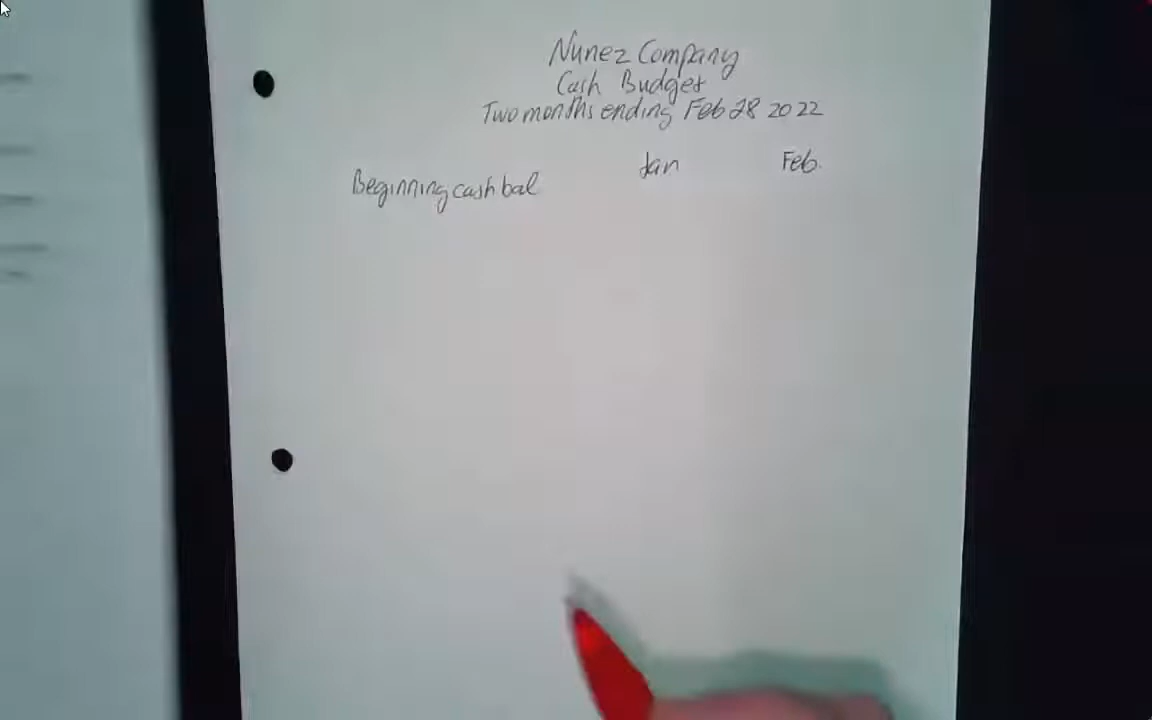 Nunez Company
Cash Budget
Two months ending Feb 28 2022
Jan Feb.
Beginning cash bal